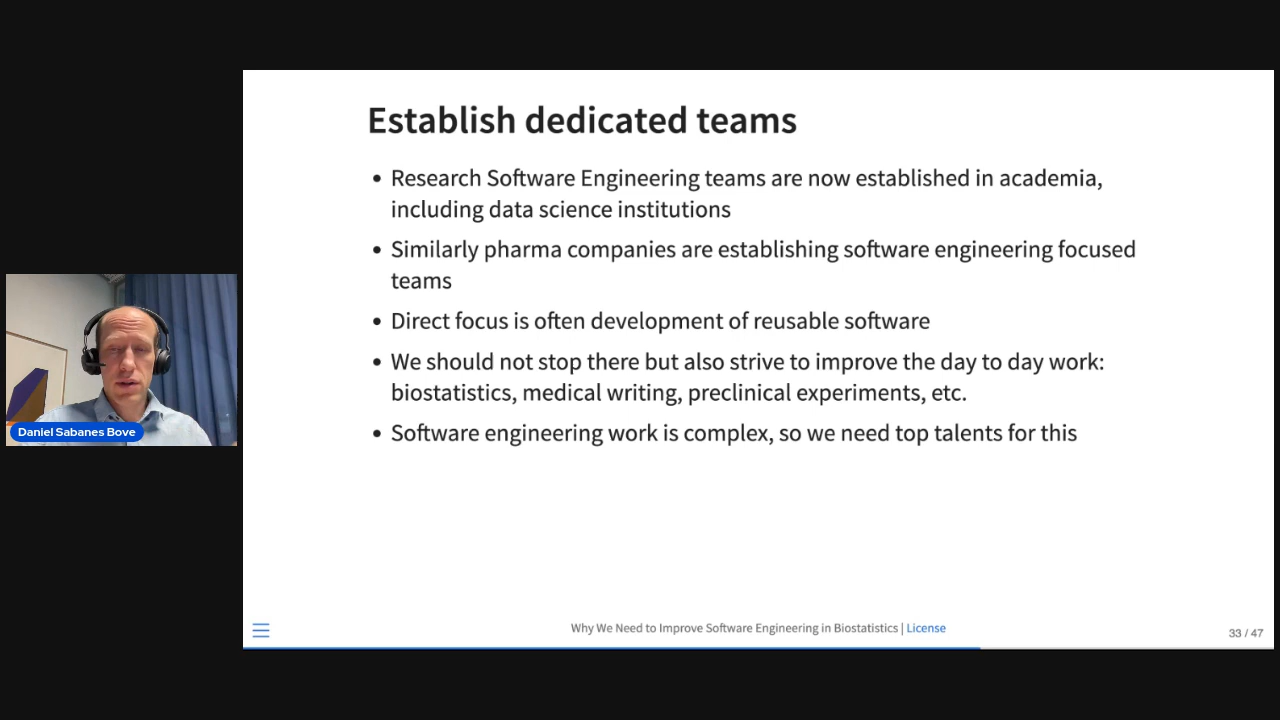 Establish dedicated teams
• Research Software Engineering teams are now established in academia,
including data science institutions
• Similarly pharma companies are establishing software engineering focused
teams
• Direct focus is often development of reusable software
• We should not stop there but also strive to improve the day to day work:
biostatistics, medical writing, preclinical experiments, etc.
• Software engineering work is complex, so we need top talents for this
Daniel Sabanes Bove
Why We Need to Improve Software Engineering in Biostatistics | License
33 / 47